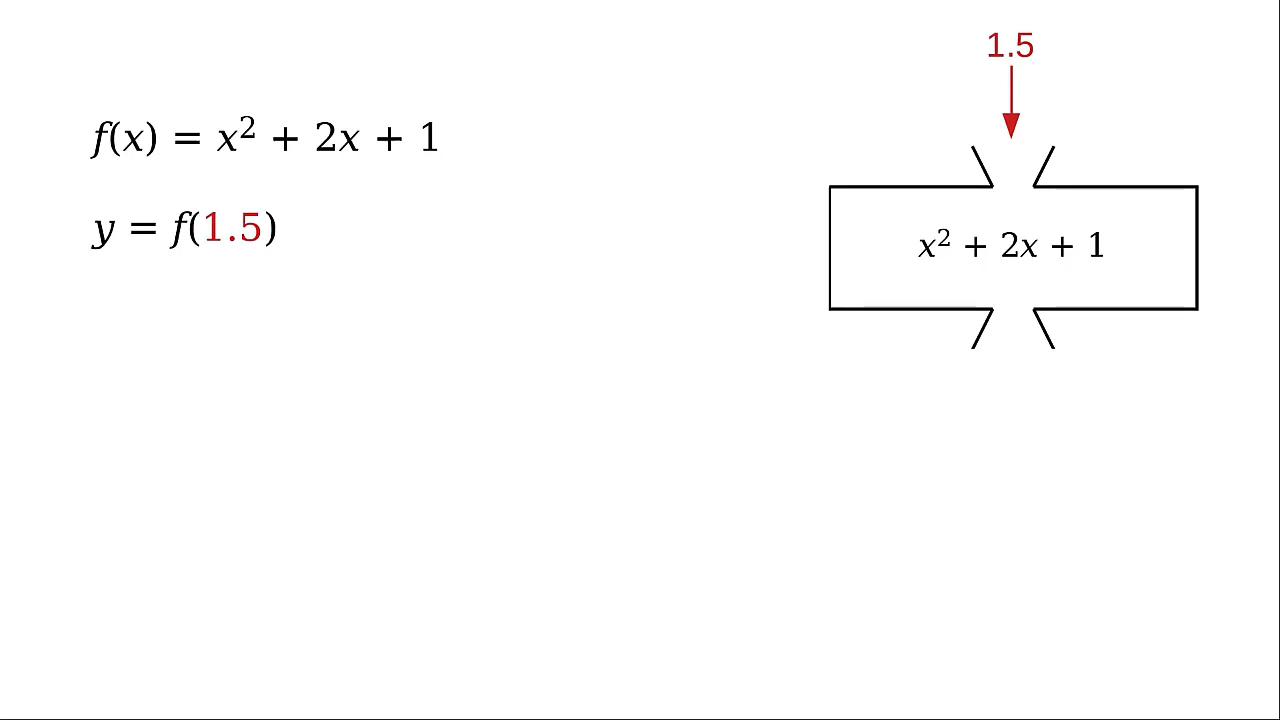 1.5
f(x) = x² + 2x + 1
y = f(1.5)
x² + 2x + 1